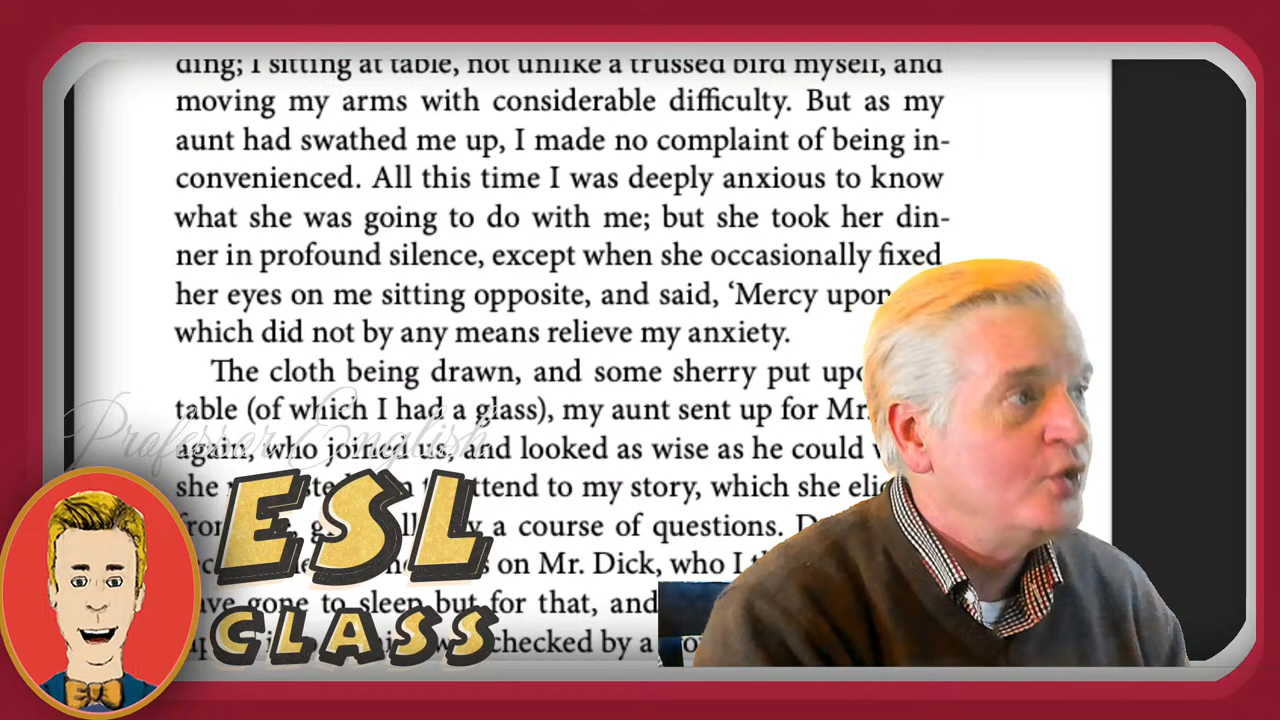 ding; I sitting at table, not unlike a trussed bird myself, and
moving my arms with considerable difficulty. But as my
aunt had swathed me up, I made no complaint of being in-
convenienced. All this time I was deeply anxious to know
what she was going to do with me; but she took her din-
ner in profound silence, except when she occasionally fixed
her eyes on me sitting opposite, and said, ‘Mercy upon
which did not by any means relieve my anxiety.
The cloth being drawn, and some sherry put
table (of which I had a glass), my aunt sent up for Mr.
again, who joined us, and looked as wise as he could
she attend to my story, which she
a course of questions.
on Mr. Dick, who I
gone to sleep but for that, and
checked by a
Professor English
ESL
CLASS